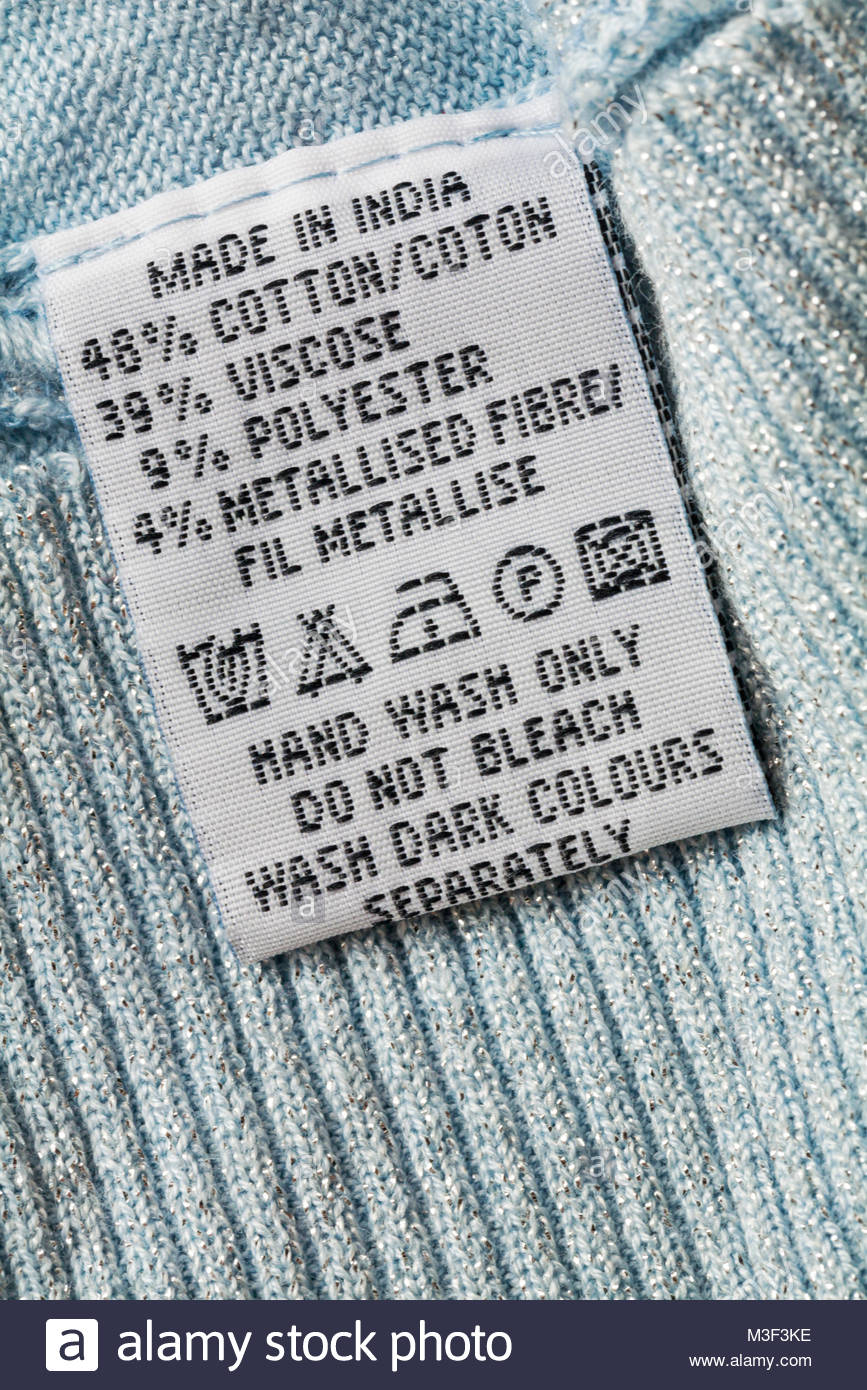 MADE IN INDIA
48% COTTON/COTON
39% VISCOSE
9% POLYESTER
4% METALLISED FIBRE/
FIL METALLISE
F
HAND WASH ONLY
DO NOT BLEACH
WASH DARK COLOURS
SEPARATELY
alamy
a alamy stock photo
M3F3KE
www.alamy.com